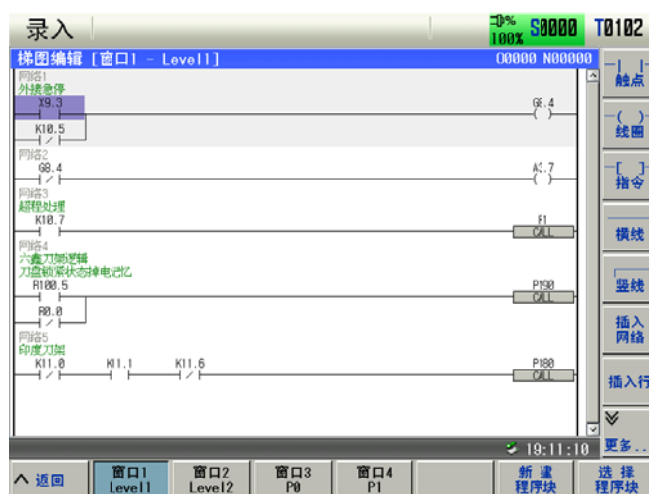 录入
100% S0000 T0102
梯图编辑 [窗口1 - Level1] O0000 N00000
网络1
外接急停
X9.3
K10.5
网络2
G8.4
网络3
超程处理
K10.7
CALL
网络4
六鑫刀架逻辑
刀盘锁紧状态掉电记忆
R100.5 P190
CALL
R0.0
网络5
印度刀架
K11.0 K11.1 K11.6 P180
CALL
触点
线圈
指令
横线
竖线
插入
网络
插入行
更多..
19:11:10
返回
窗口1
Level1
窗口2
Level2
窗口3
P0
窗口4
P1
新建
程序块
选择
程序块